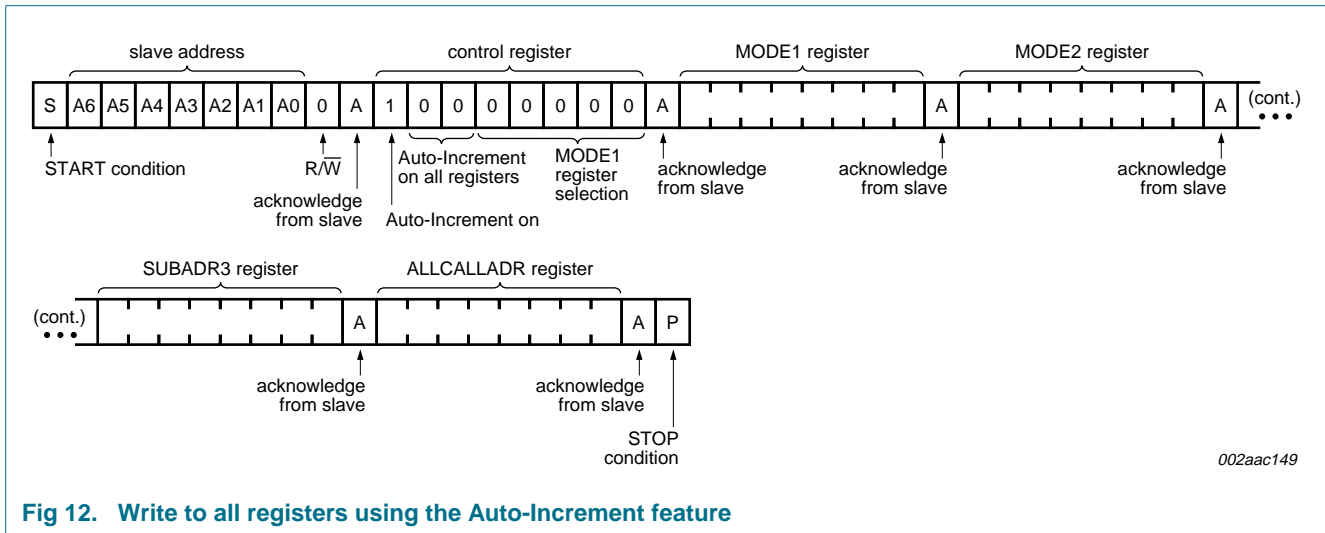 slave address control register MODE1 register MODE2 register
S A6 A5 A4 A3 A2 A1 A0 0 A 1 0 0 0 0 0 0 0 A A A (cont.)
START condition R/W̅ Auto-Increment on all registers MODE1 register selection acknowledge from slave acknowledge from slave acknowledge from slave
acknowledge from slave Auto-Increment on
SUBADR3 register ALLCALLADR register
(cont.) A A P
acknowledge from slave acknowledge from slave
STOP condition
002aac149
Fig 12. Write to all registers using the Auto-Increment feature